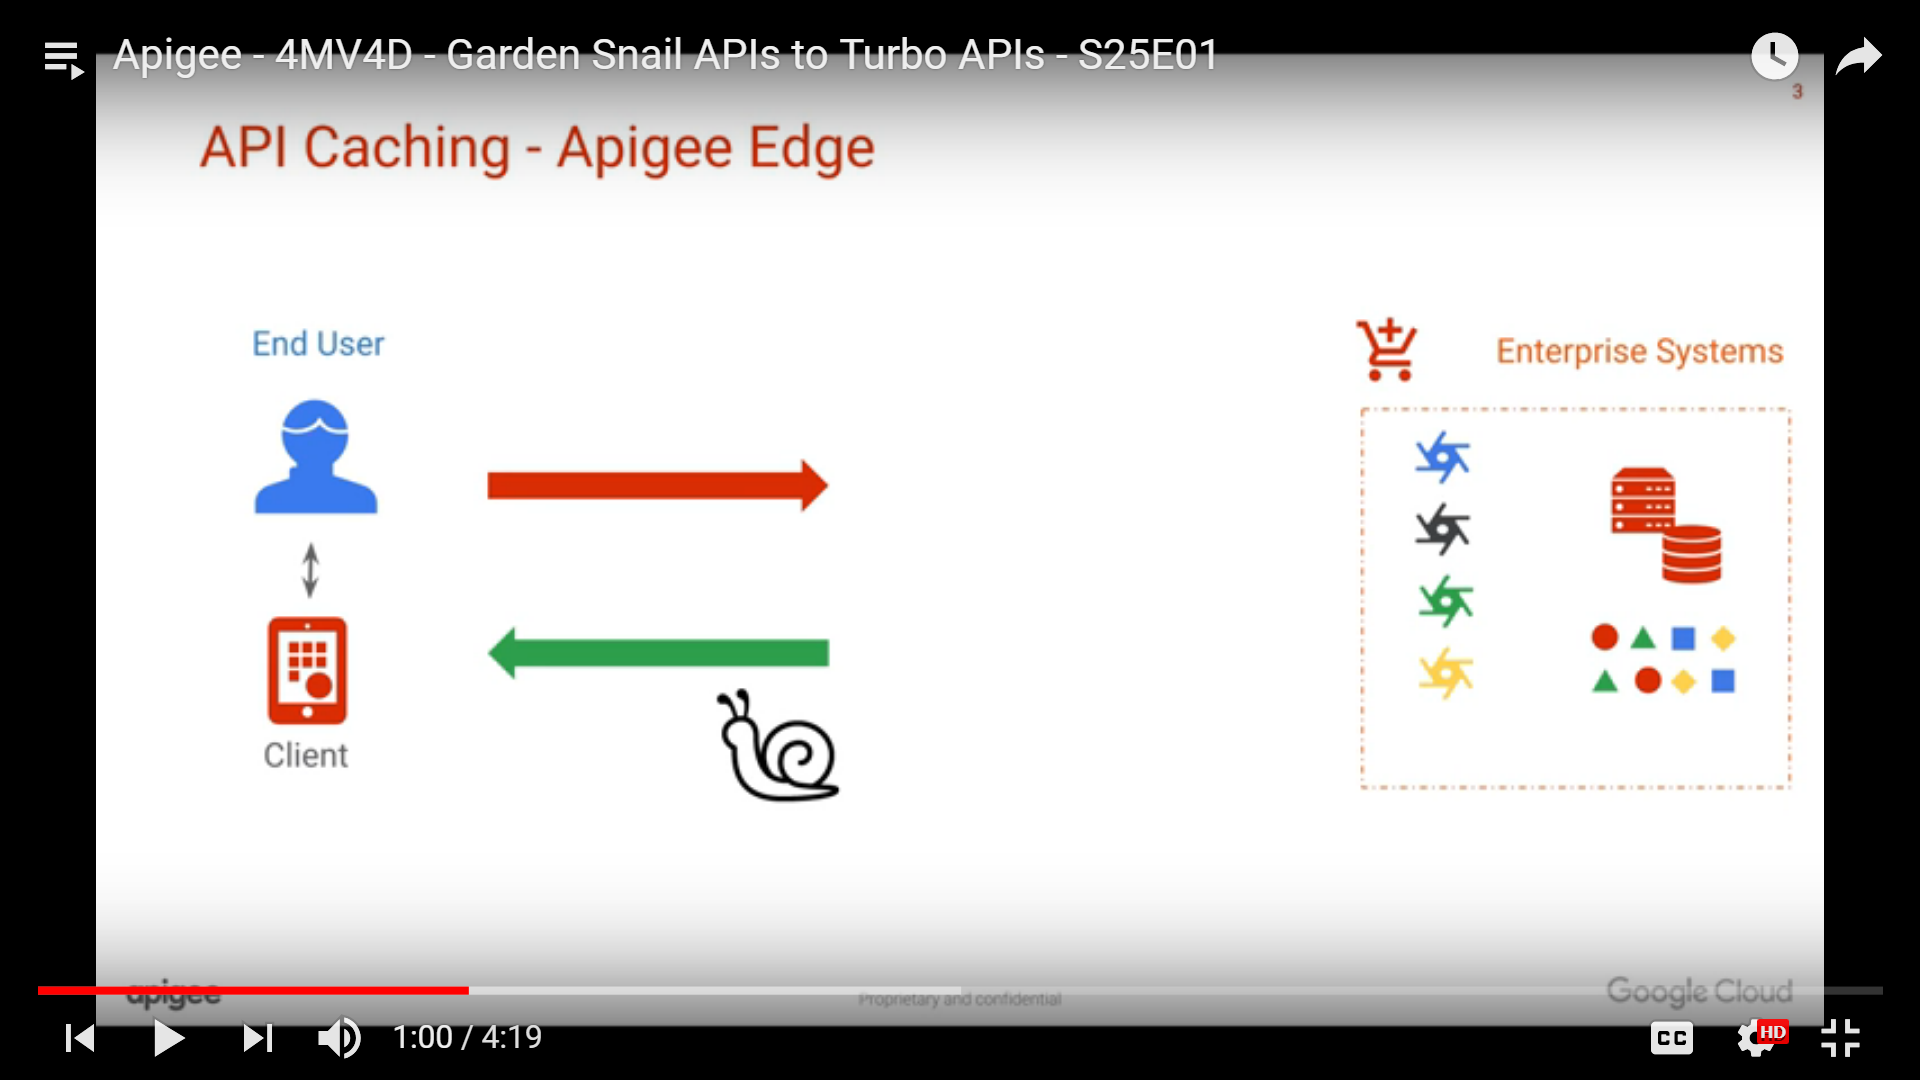 Apigee - 4MV4D - Garden Snail APIs to Turbo APIs - S25E01
3
API Caching - Apigee Edge
End User
Enterprise Systems
Client
apigee
Proprietary and confidential
Google Cloud
1:00 / 4:19
CC
HD